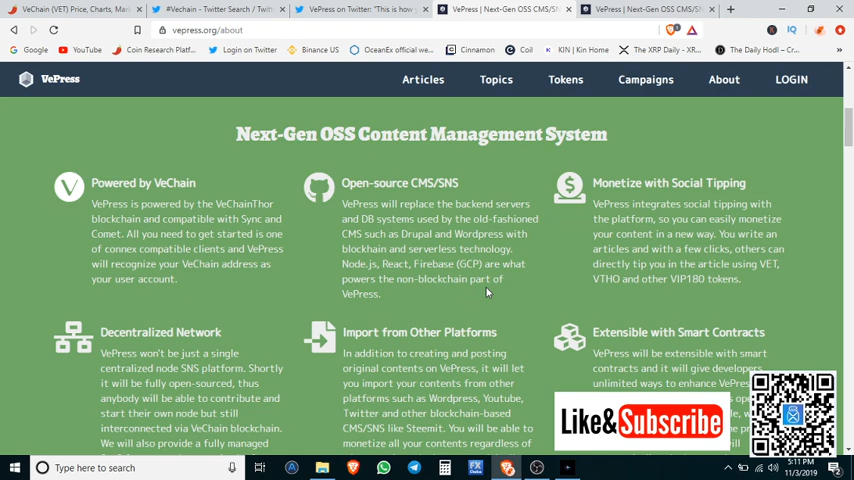 VeChain (VET) Price, Charts, Mark
#Vechain - Twitter Search / Twitte
VePress on Twitter: "This is how y
VePress | Next-Gen OSS CMS/SN
VePress | Next-Gen OSS CMS/SN
vepress.org/about
Google
YouTube
Coin Research Platf...
Login on Twitter
Binance US
OceanEx official we...
Cinnamon
Coil
KIN | Kin Home
The XRP Daily - XR...
The Daily Hodl – Cr...
VePress
Articles
Topics
Tokens
Campaigns
About
LOGIN
Next-Gen OSS Content Management System
Powered by VeChain
VePress is powered by the VeChainThor
blockchain and compatible with Sync and
Comet. All you need to get started is one
of connex compatible clients and VePress
will recognize your VeChain address as
your user account.
Open-source CMS/SNS
VePress will replace the backend servers
and DB systems used by the old-fashioned
CMS such as Drupal and Wordpress with
blockhain and serverless technology.
Node.js, React, Firebase (GCP) are what
powers the non-blockchain part of
VePress.
Monetize with Social Tipping
VePress integrates social tipping with
the platform, so you can easily monetize
your content in a new way. You write an
articles and with a few clicks, others can
directly tip you in the article using VET,
VTHO and other VIP180 tokens.
Decentralized Network
VePress won't be just a single
centralized node SNS platform. Shortly
it will be fully open-sourced, thus
anybody will be able to contribute and
start their own node but still
interconnected via VeChain blockchain.
We will also provide a fully managed
Import from Other Platforms
In addition to creating and posting
original contents on VePress, it will let
you import your contents from other
platforms such as Wordpress, Youtube,
Twitter and other blockchain-based
CMS/SNS like Steemit. You will be able to
monetize all your contents regardless of
Extensible with Smart Contracts
VePress will be extensible with smart
contracts and it will give developers
unlimited ways to enhance VePre
Like&Subscribe
Type here to search
5:11 PM
11/3/2019